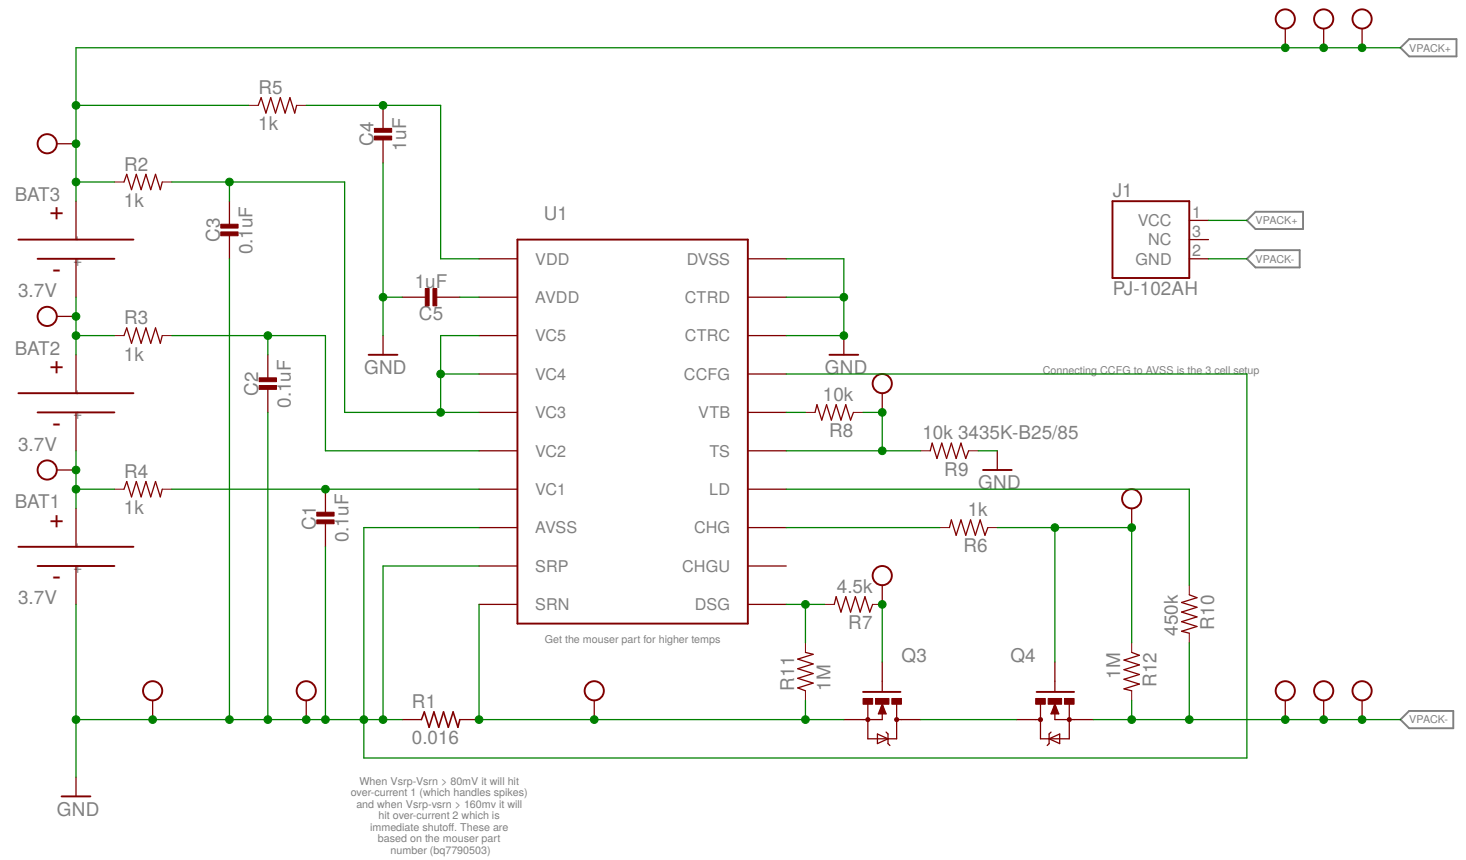 VPACK+
R5
1k
C4
1uF
R2
1k
BAT3
+
C3
0.1uF
-
3.7V
U1
J1
VCC
1
VPACK+
NC
3
GND
2
VPACK-
PJ-102AH
VDD
DVSS
1uF
C5
AVDD
CTRD
R3
1k
VC5
CTRC
GND
GND
BAT2
+
C2
0.1uF
-
3.7V
VC4
CCFG
Connecting CCFG to AVSS is the 3 cell setup
VC3
VTB
10k
R8
VC2
TS
10k 3435K-B25/85
R9
GND
R4
1k
VC1
LD
BAT1
+
C1
0.1uF
-
3.7V
AVSS
CHG
1k
R6
SRP
CHGU
SRN
DSG
4.5k
R7
450k
R10
Get the mouser part for higher temps
R11
1M
Q3
Q4
1M
R12
R1
0.016
VPACK-
GND
When Vsrp-Vsrn > 80mV it will hit
over-current 1 (which handles spikes)
and when Vsrp-vsrn > 160mv it will
hit over-current 2 which is
immediate shutoff. These are
based on the mouser part
number (bq7790503)